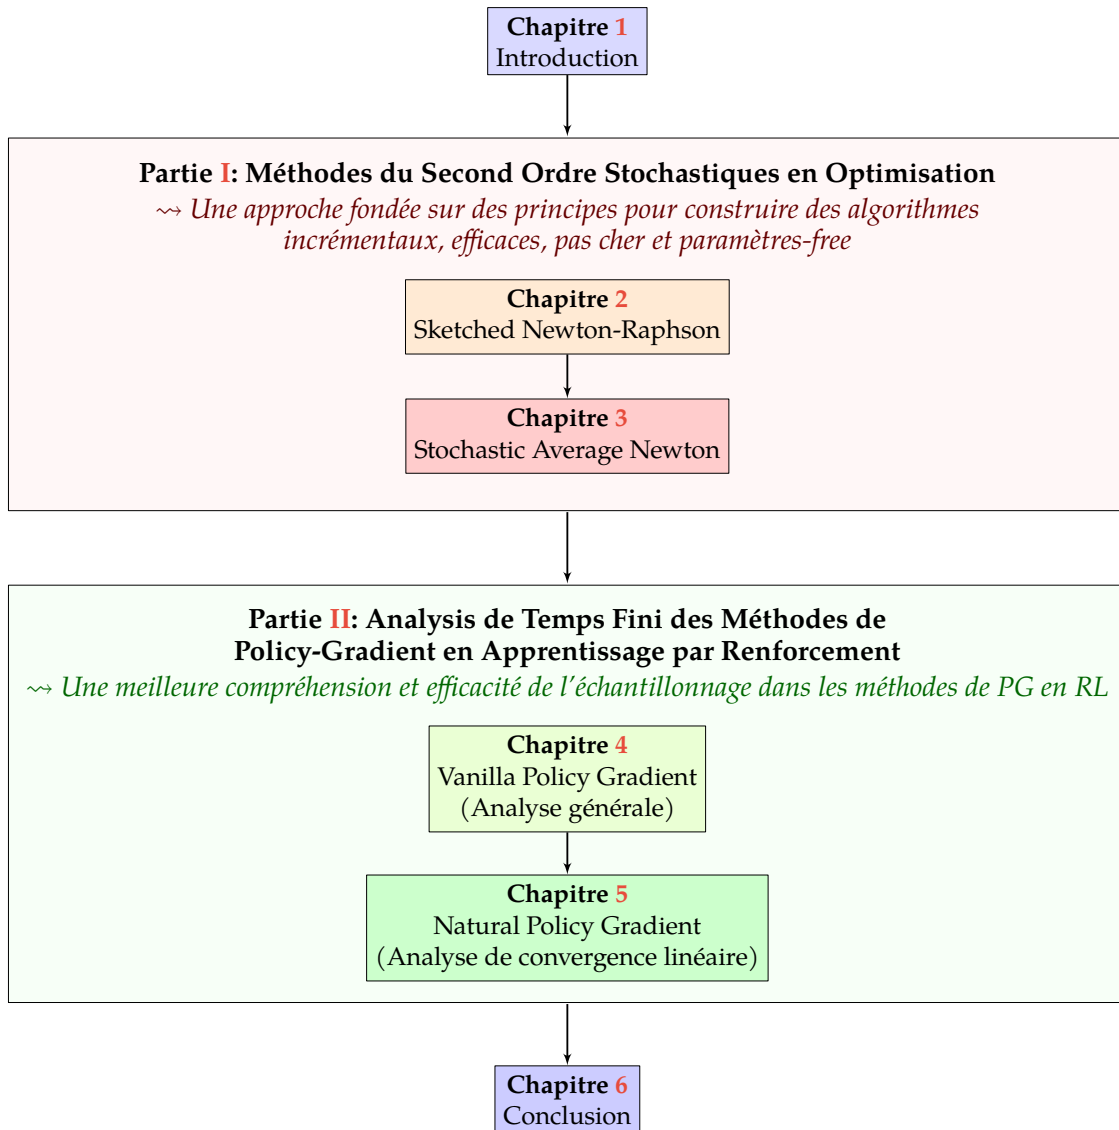 Chapitre 1
Introduction
Partie I: Méthodes du Second Ordre Stochastiques en Optimisation
⇝ Une approche fondée sur des principes pour construire des algorithmes
incrémentaux, efficaces, pas cher et paramètres-free
Chapitre 2
Sketched Newton-Raphson
Chapitre 3
Stochastic Average Newton
Partie II: Analysis de Temps Fini des Méthodes de
Policy-Gradient en Apprentissage par Renforcement
⇝ Une meilleure compréhension et efficacité de l'échantillonnage dans les méthodes de PG en RL
Chapitre 4
Vanilla Policy Gradient
(Analyse générale)
Chapitre 5
Natural Policy Gradient
(Analyse de convergence linéaire)
Chapitre 6
Conclusion